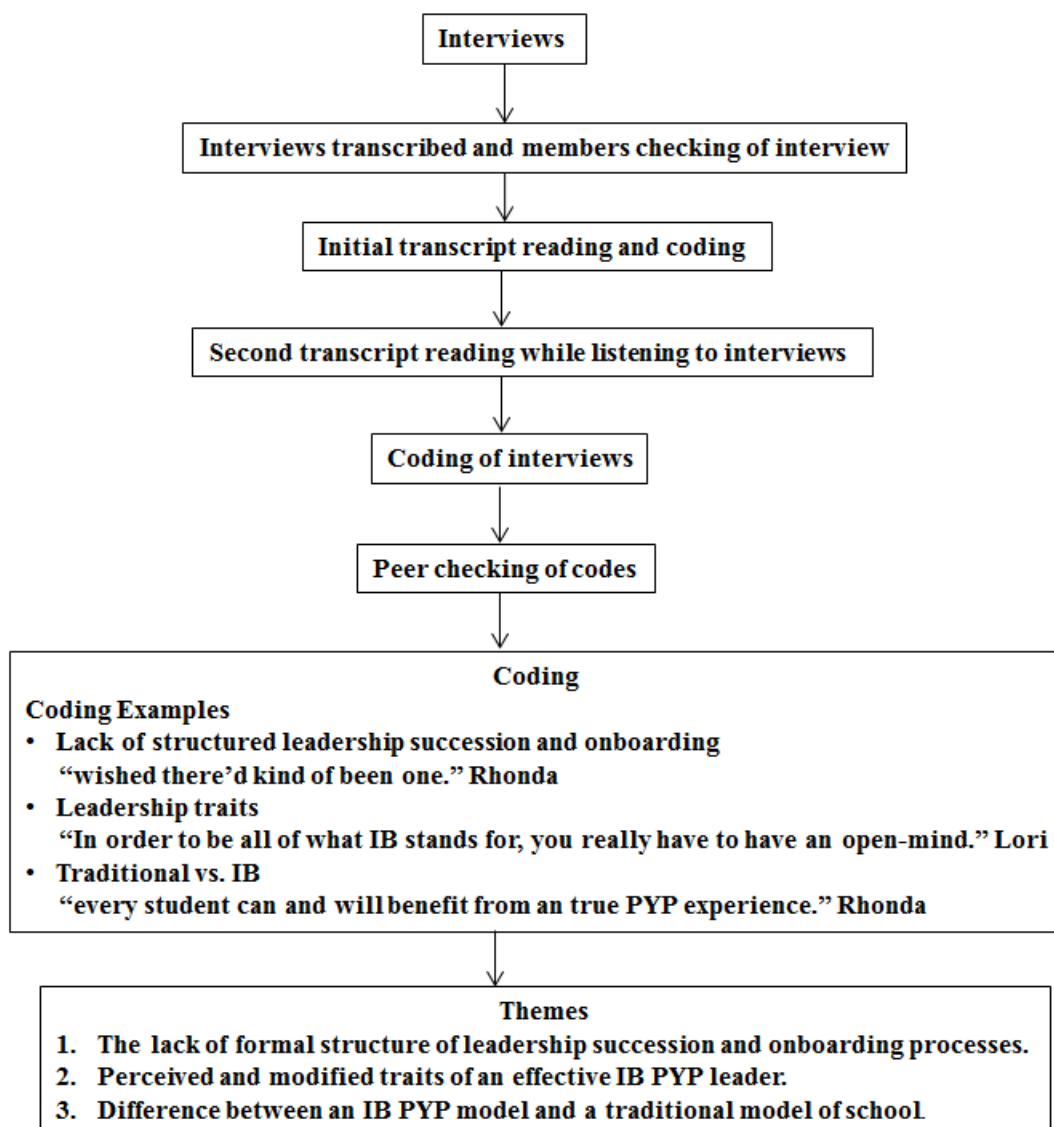 Interviews
Interviews transcribed and members checking of interview
Initial transcript reading and coding
Second transcript reading while listening to interviews
Coding of interviews
Peer checking of codes
Coding
Coding Examples
• Lack of structured leadership succession and onboarding
“wished there’d kind of been one.” Rhonda
• Leadership traits
“In order to be all of what IB stands for, you really have to have an open-mind.” Lori
• Traditional vs. IB
“every student can and will benefit from an true PYP experience.” Rhonda
Themes
1. The lack of formal structure of leadership succession and onboarding processes.
2. Perceived and modified traits of an effective IB PYP leader.
3. Difference between an IB PYP model and a traditional model of school.